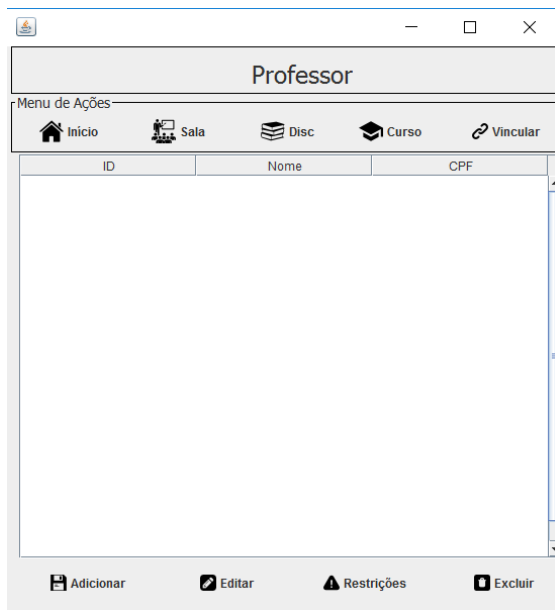 Professor
Menu de Ações
Início Sala Disc Curso Vincular
ID Nome CPF
Adicionar Editar Restrições Excluir